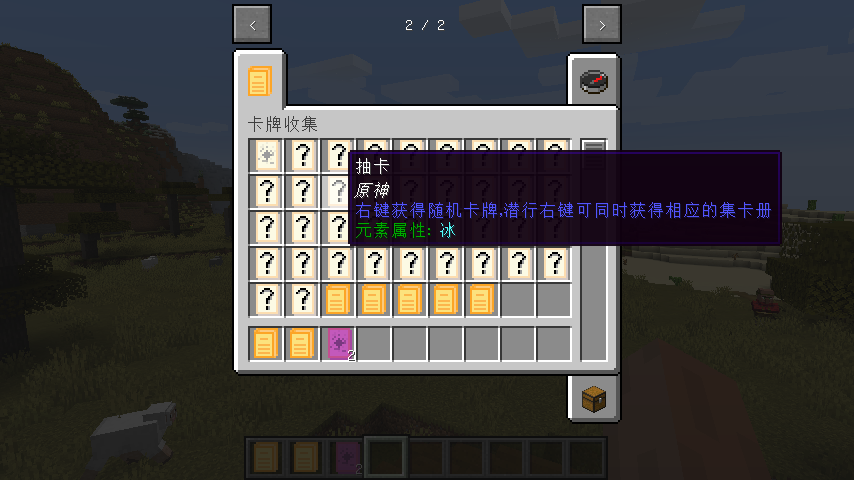 <
2 / 2
>
卡牌收集
? ? ? ? ? ? ? ?
抽卡
? ? ?
原神
右键获得随机卡牌,潜行右键可同时获得相应的集卡册
? ? ?
元素属性: 冰
? ? ? ? ? ? ? ? ?
? ?
2
2